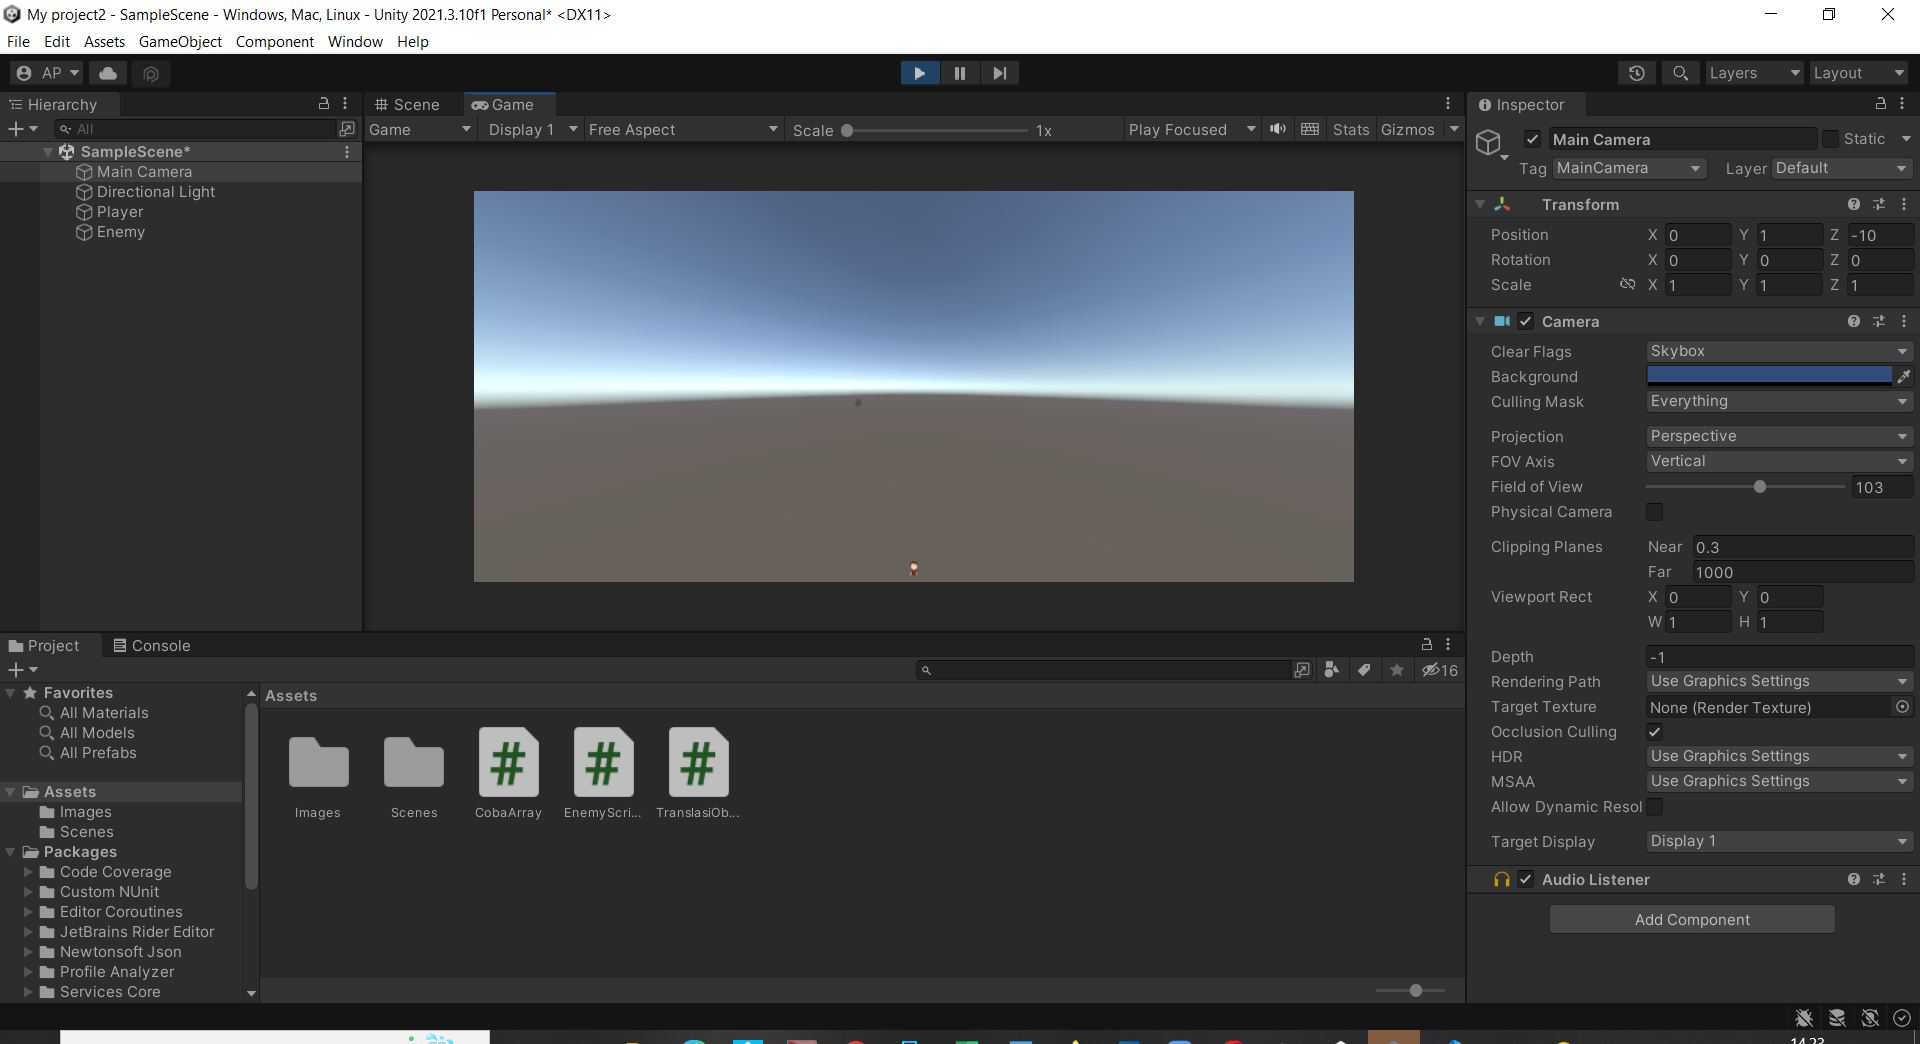 My project2 - SampleScene - Windows, Mac, Linux - Unity 2021.3.10f1 Personal* <DX11>
File Edit Assets GameObject Component Window Help
AP
Layers
Layout
Hierarchy
All
SampleScene*
Main Camera
Directional Light
Player
Enemy
Scene
Game
Game
Display 1
Free Aspect
Scale
1x
Play Focused
Stats
Gizmos
Inspector
Main Camera
Static
Tag MainCamera
Layer Default
Transform
Position X 0 Y 1 Z -10
Rotation X 0 Y 0 Z 0
Scale X 1 Y 1 Z 1
Camera
Clear Flags Skybox
Background
Culling Mask Everything
Projection Perspective
FOV Axis Vertical
Field of View 103
Physical Camera
Clipping Planes Near 0.3
Far 1000
Viewport Rect X 0 Y 0
W 1 H 1
Depth -1
Rendering Path Use Graphics Settings
Target Texture None (Render Texture)
Occlusion Culling
HDR Use Graphics Settings
MSAA Use Graphics Settings
Allow Dynamic Resol
Target Display Display 1
Audio Listener
Add Component
Project
Console
16
Favorites
All Materials
All Models
All Prefabs
Assets
Images
Scenes
Packages
Code Coverage
Custom NUnit
Editor Coroutines
JetBrains Rider Editor
Newtonsoft Json
Profile Analyzer
Services Core
Assets
Images
Scenes
CobaArray
EnemyScri...
TranslasiOb...
14.23